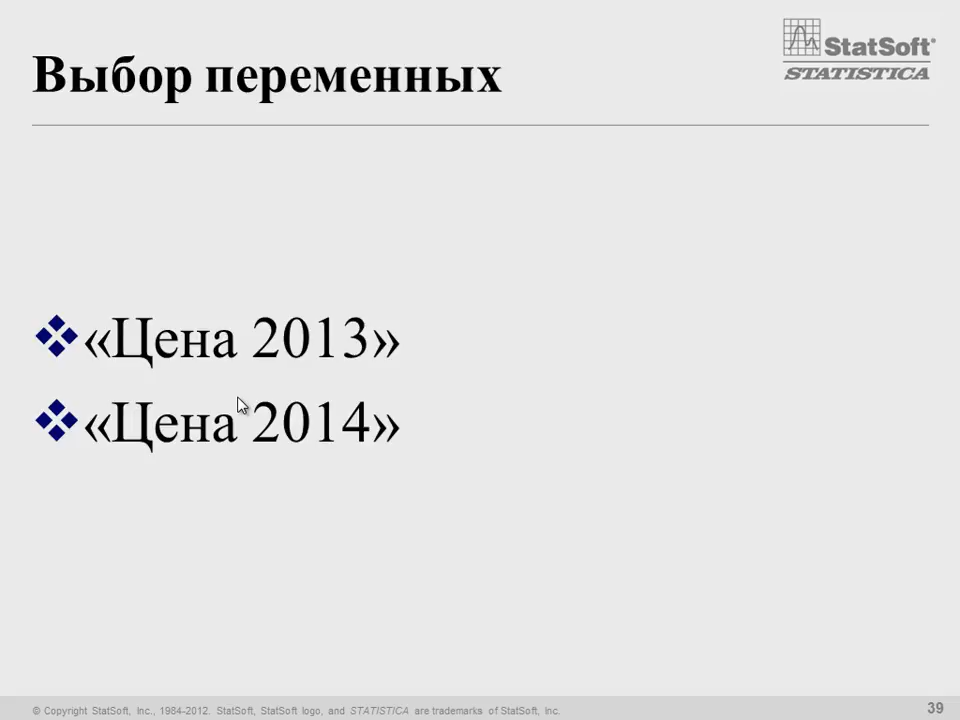 Выбор переменных
StatSoft®
STATISTICA
«Цена 2013»
«Цена 2014»
© Copyright StatSoft, Inc., 1984-2012. StatSoft, StatSoft logo, and STATISTICA are trademarks of StatSoft, Inc.
39